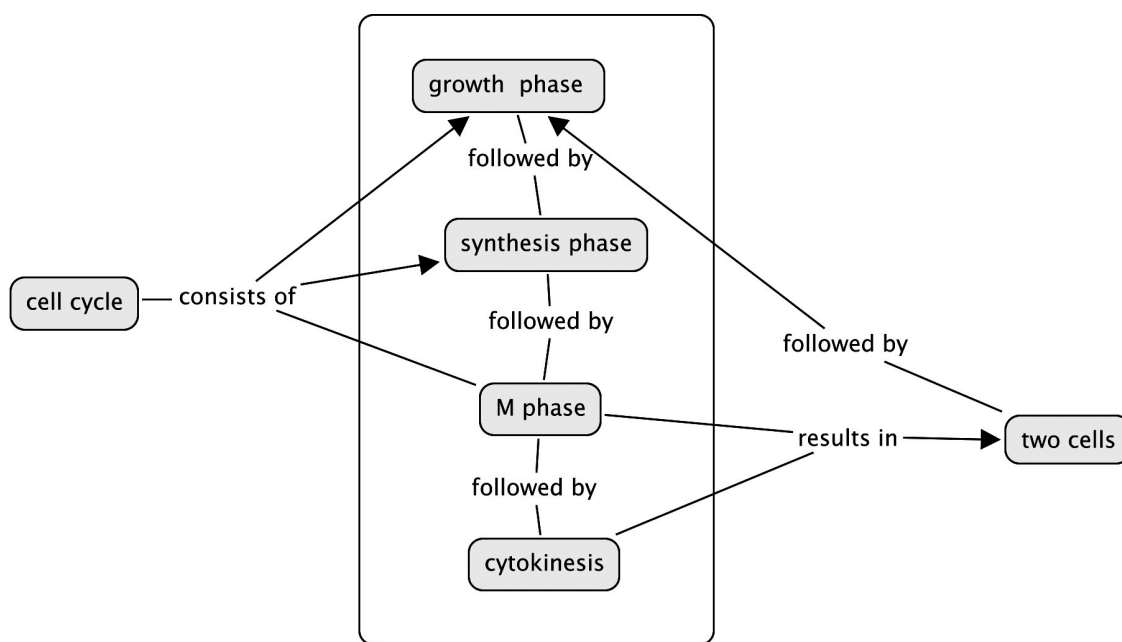 growth phase
followed by
synthesis phase
cell cycle
consists of
followed by
followed by
M phase
results in
two cells
followed by
cytokinesis